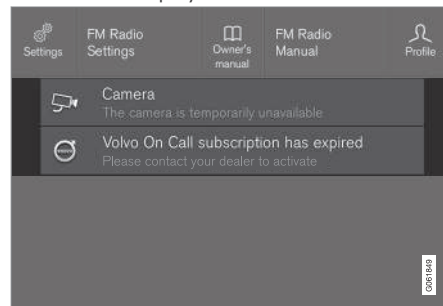 FM Radio
Settings
Settings
Owner's
manual
FM Radio
Manual
Profile
Camera
The camera is temporarily unavailable
Volvo On Call subscription has expired
Please contact your dealer to activate
G061849